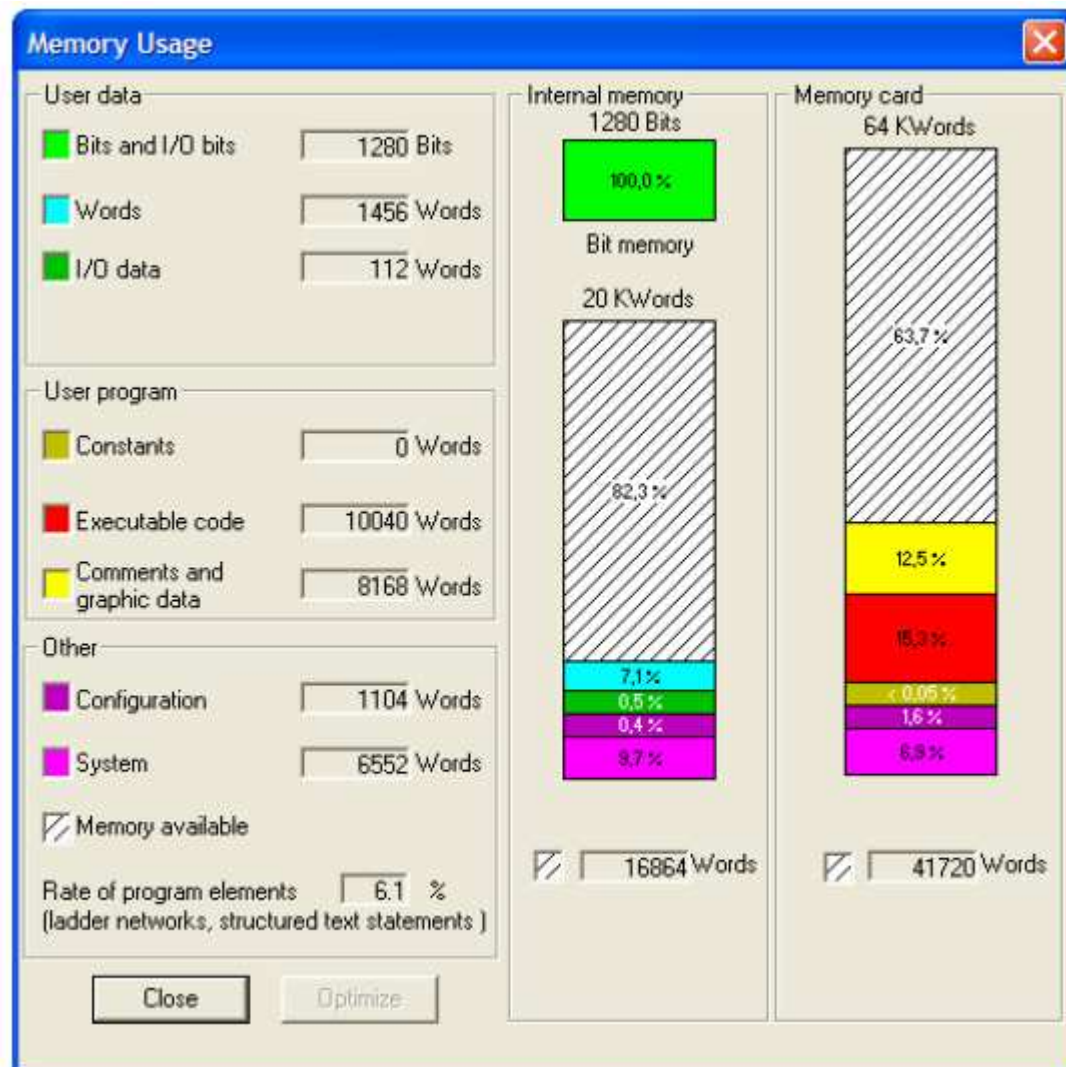 Memory Usage
User data
Bits and I/O bits 1280 Bits
Words 1456 Words
I/O data 112 Words
User program
Constants 0 Words
Executable code 10040 Words
Comments and
graphic data 8168 Words
Other
Configuration 1104 Words
System 6552 Words
Memory available
Rate of program elements 6.1 %
(ladder networks, structured text statements )
Close Optimize
Internal memory
1280 Bits
100,0 %
Bit memory
20 KWords
82,3 %
7,1 %
0,5 %
0,4 %
9,7 %
16864 Words
Memory card
64 KWords
63,7 %
12,5 %
15,3 %
< 0,05 %
1,6 %
6,9 %
41720 Words